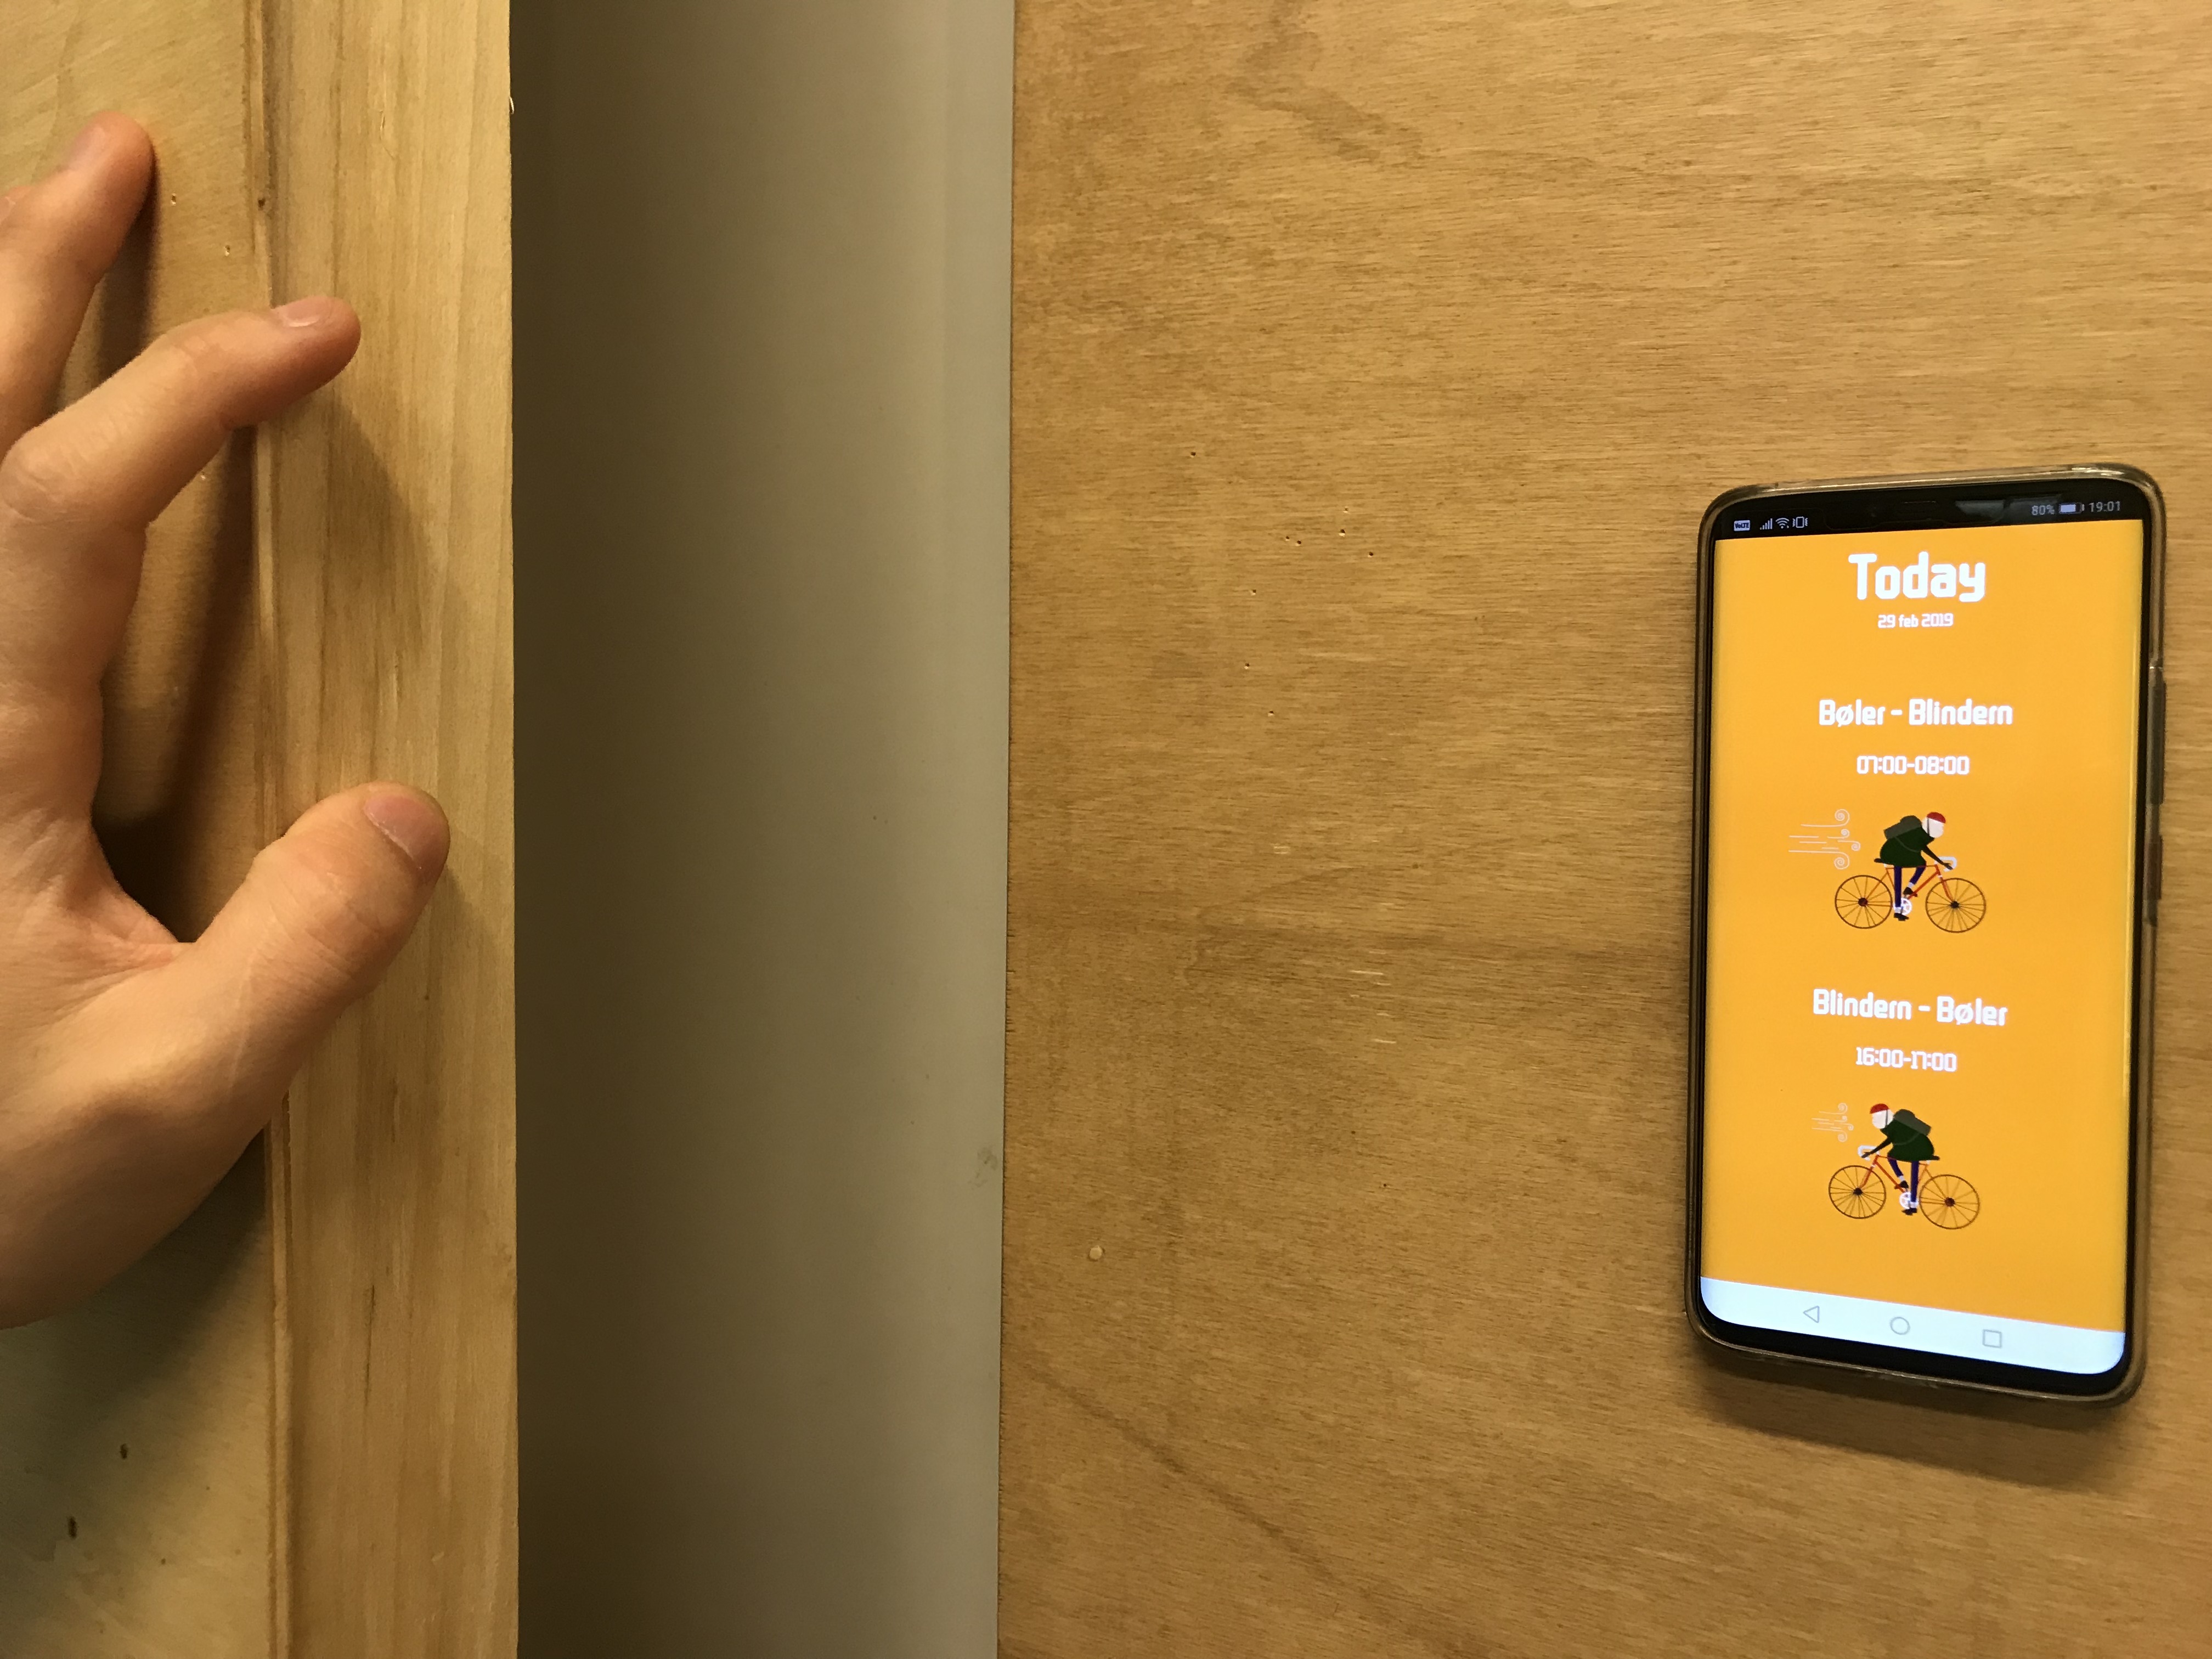 VoLTE 80% 19:01
Today
29 feb 2019
Bøler - Blindern
07:00-08:00
Blindern - Bøler
16:00-17:00